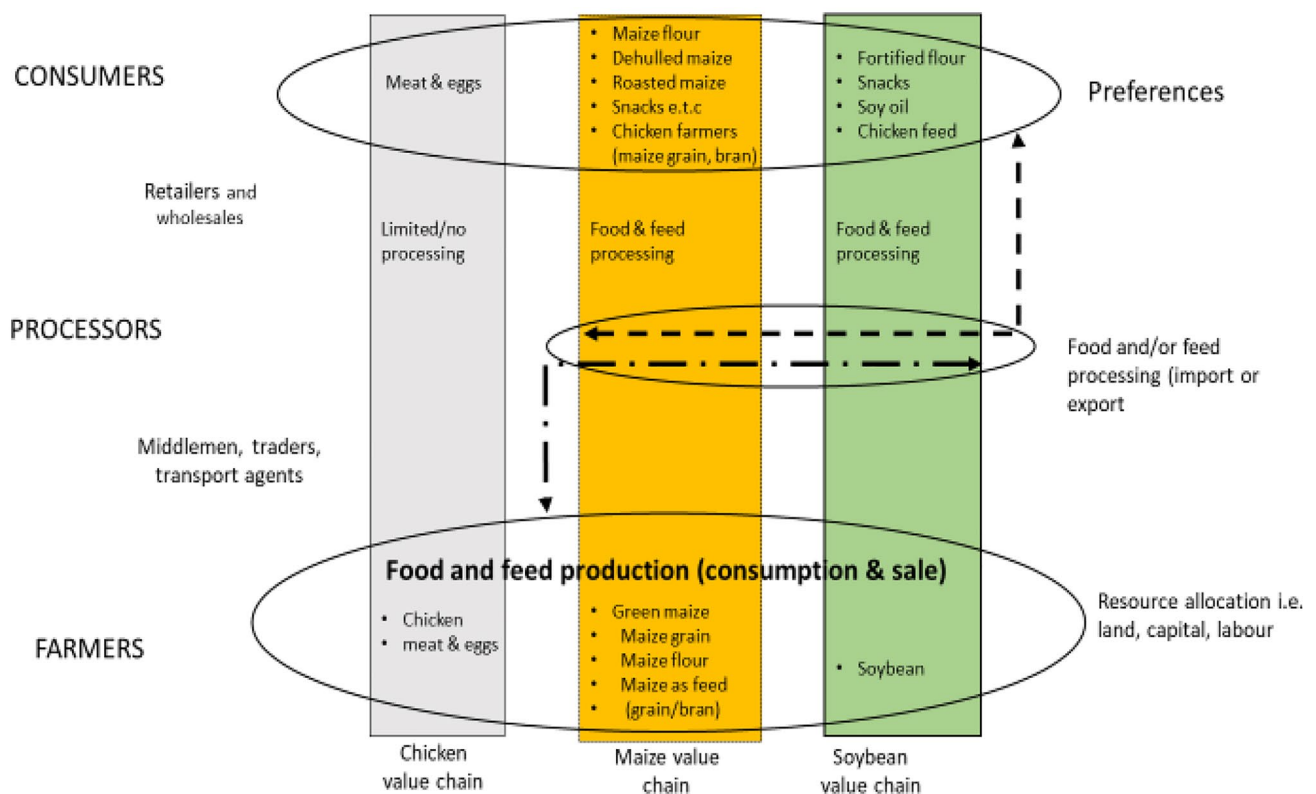 CONSUMERS
Meat & eggs
• Maize flour
• Dehulled maize
• Roasted maize
• Snacks e.t.c
• Chicken farmers
(maize grain, bran)
• Fortified flour
• Snacks
• Soy oil
• Chicken feed
Preferences
Retailers and
wholesales
Limited/no
processing
Food & feed
processing
Food & feed
processing
PROCESSORS
Food and/or feed
processing (import or
export
Middlemen, traders,
transport agents
Food and feed production (consumption & sale)
FARMERS
• Chicken
• meat & eggs
• Green maize
• Maize grain
• Maize flour
• Maize as feed
• (grain/bran)
• Soybean
Resource allocation i.e.
land, capital, labour
Chicken
value chain
Maize value
chain
Soybean
value chain